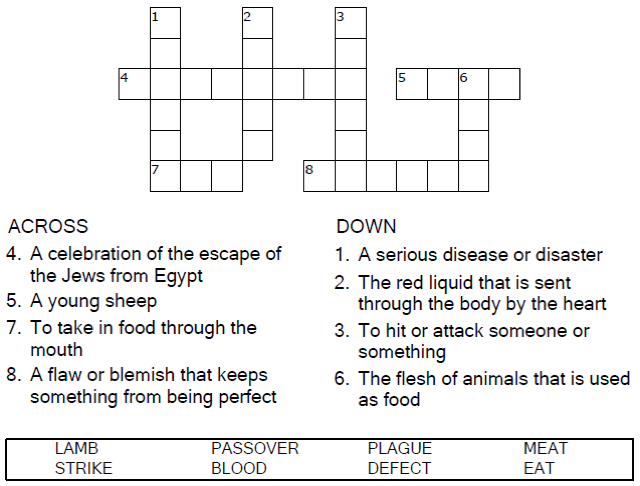 1 2 3
4 5 6
7 8
ACROSS
4. A celebration of the escape of
the Jews from Egypt
5. A young sheep
7. To take in food through the
mouth
8. A flaw or blemish that keeps
something from being perfect
DOWN
1. A serious disease or disaster
2. The red liquid that is sent
through the body by the heart
3. To hit or attack someone or
something
6. The flesh of animals that is used
as food
LAMB PASSOVER PLAGUE MEAT
STRIKE BLOOD DEFECT EAT